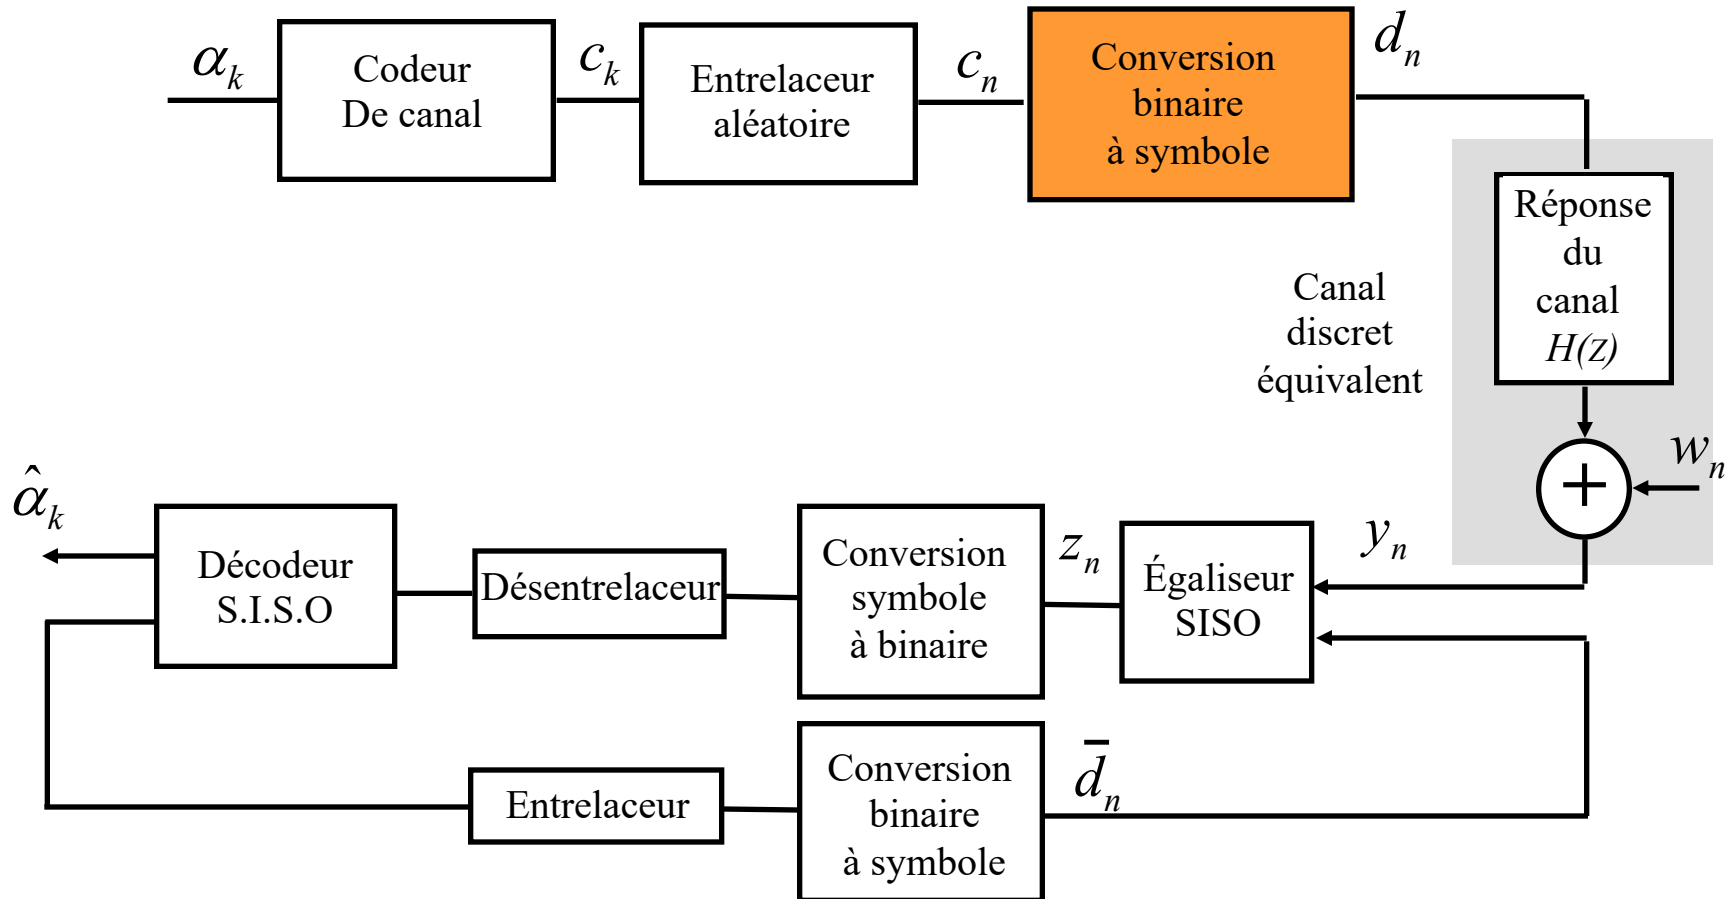 α_k
Codeur
De canal
c_k
Entrelaceur
aléatoire
c_n
Conversion
binaire
à symbole
d_n
Réponse
du
canal
H(z)
Canal
discret
équivalent
+
w_n
y_n
Égaliseur
SISO
z_n
Conversion
symbole
à binaire
Désentrelaceur
Décodeur
S.I.S.O
α̂_k
Entrelaceur
Conversion
binaire
à symbole
d̄_n